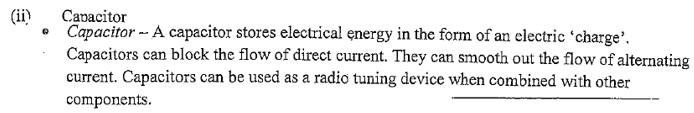 (ii) Capacitor
• Capacitor – A capacitor stores electrical energy in the form of an electric ‘charge’.
Capacitors can block the flow of direct current. They can smooth out the flow of alternating
current. Capacitors can be used as a radio tuning device when combined with other
components.